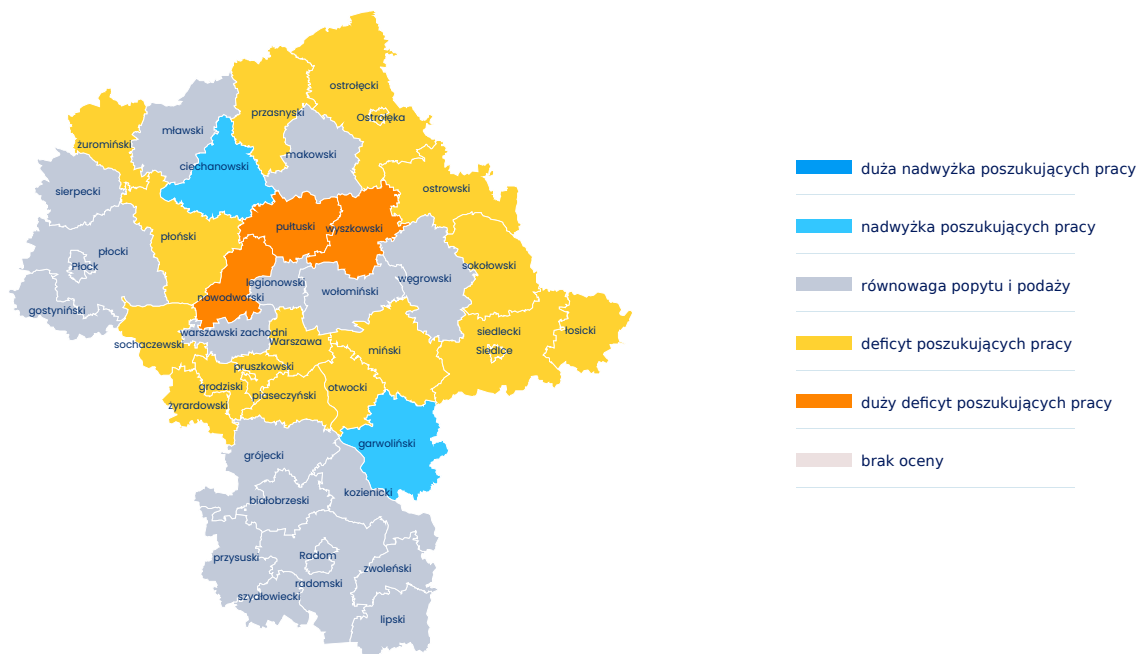 ostrołęcki
przasnyski
Ostrołęka
mławski
żuromiński
makowski
ciechanowski
sierpecki
ostrowski
pułtuski
wyszkowski
płoński
płocki
Płock
sokołowski
węgrowski
legionowski
wołomiński
nowodworski
gostyniński
warszawski zachodni
siedlecki
łosicki
sochaczewski
Warszawa
miński
Siedlce
pruszkowski
grodziski
otwocki
piaseczyński
żyrardowski
garwoliński
grójecki
kozienicki
białobrzeski
przysuski
Radom
zwoleński
radomski
szydłowiecki
lipski
duża nadwyżka poszukujących pracy
nadwyżka poszukujących pracy
równowaga popytu i podaży
deficyt poszukujących pracy
duży deficyt poszukujących pracy
brak oceny